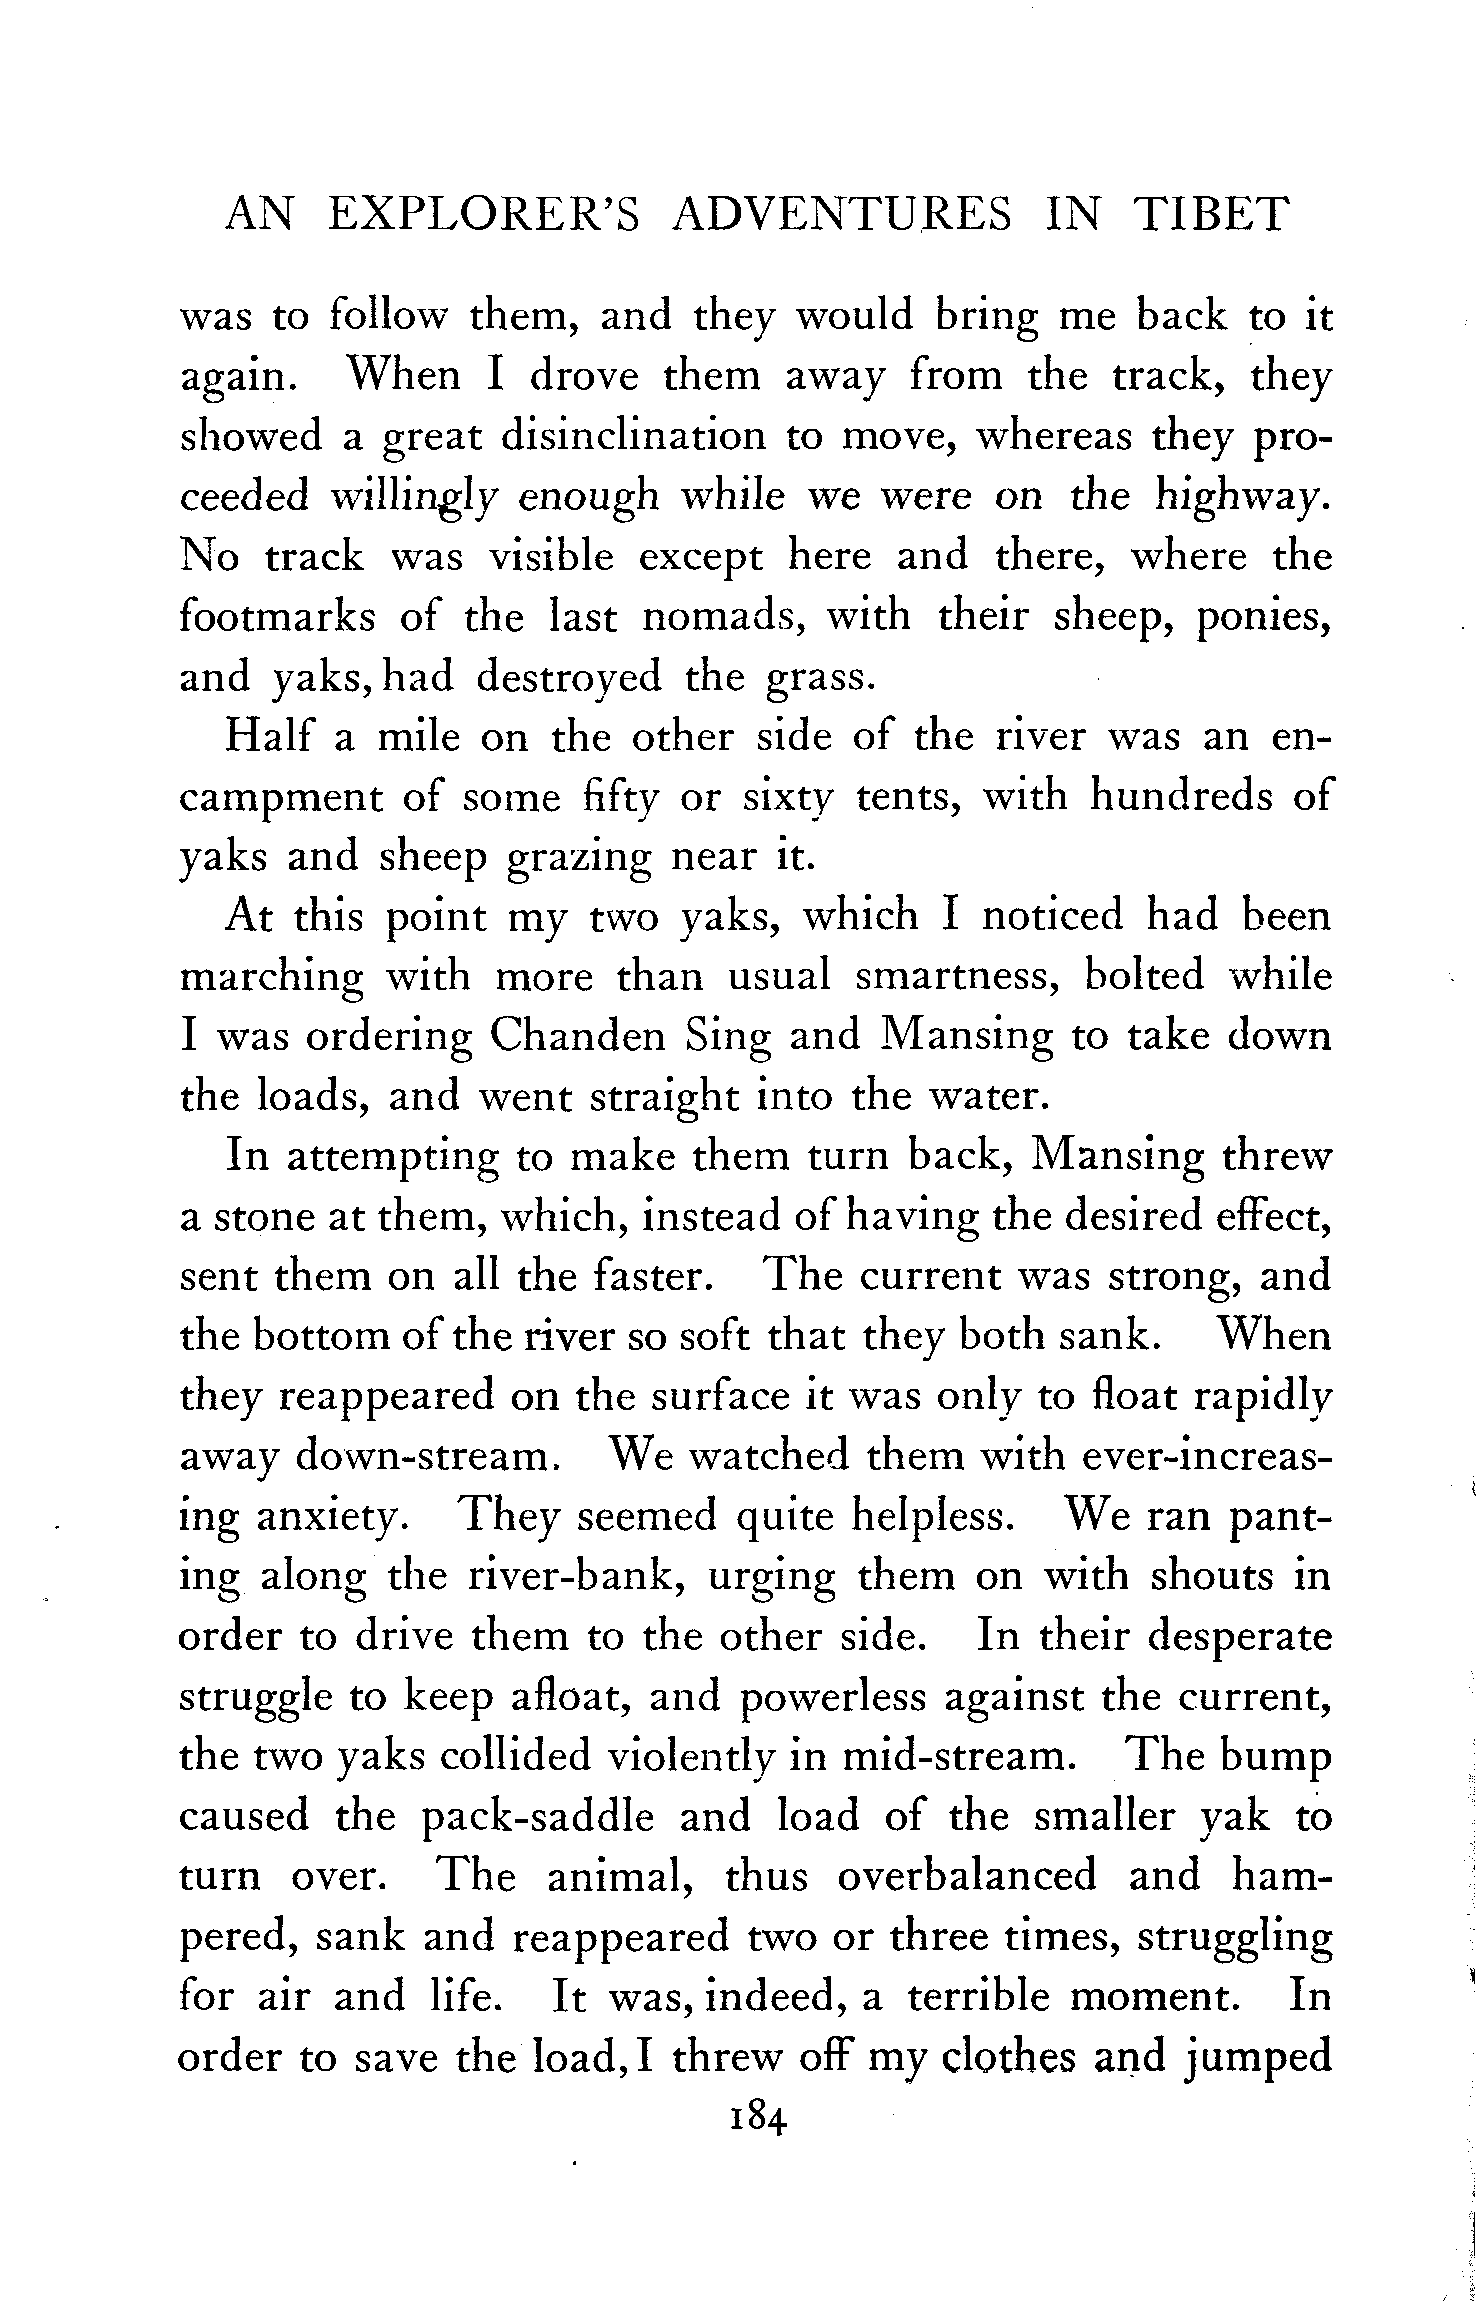 AN EXPLORER'S ADVENTURES IN TIBET
was to follow them, and they would bring me back to it
again. When I drove them away from the track, they
showed a great disinclination to move, whereas they pro-
ceeded willingly enough while we were on the highway.
No track was visible except here and there, where the
footmarks of the last nomads, with their sheep, ponies,
and yaks, had destroyed the grass.
Half a mile on the other side of the river was an en-
campment of some fifty or sixty tents, with hundreds of
yaks and sheep grazing near it.
At this point my two yaks, which I noticed had been
marching with more than usual smartness, bolted while
I was ordering Chanden Sing and Mansing to take down
the loads, and went straight into the water.
In attempting to make them turn back, Mansing threw
a stone at them, which, instead of having the desired effect,
sent them on all the faster. The current was strong, and
the bottom of the river so soft that they both sank. When
they reappeared on the surface it was only to float rapidly
away down-stream. We watched them with ever-increas-
ing anxiety. They seemed quite helpless. We ran pant-
ing along the river-bank, urging them on with shouts in
order to drive them to the other side. In their desperate
struggle to keep afloat, and powerless against the current,
the two yaks collided violently in mid-stream. The bump
caused the pack-saddle and load of the smaller yak to
turn over. The animal, thus overbalanced and ham-
pered, sank and reappeared two or three times, struggling
for air and life. It was, indeed, a terrible moment. In
order to save the load, I threw off my clothes and jumped
184